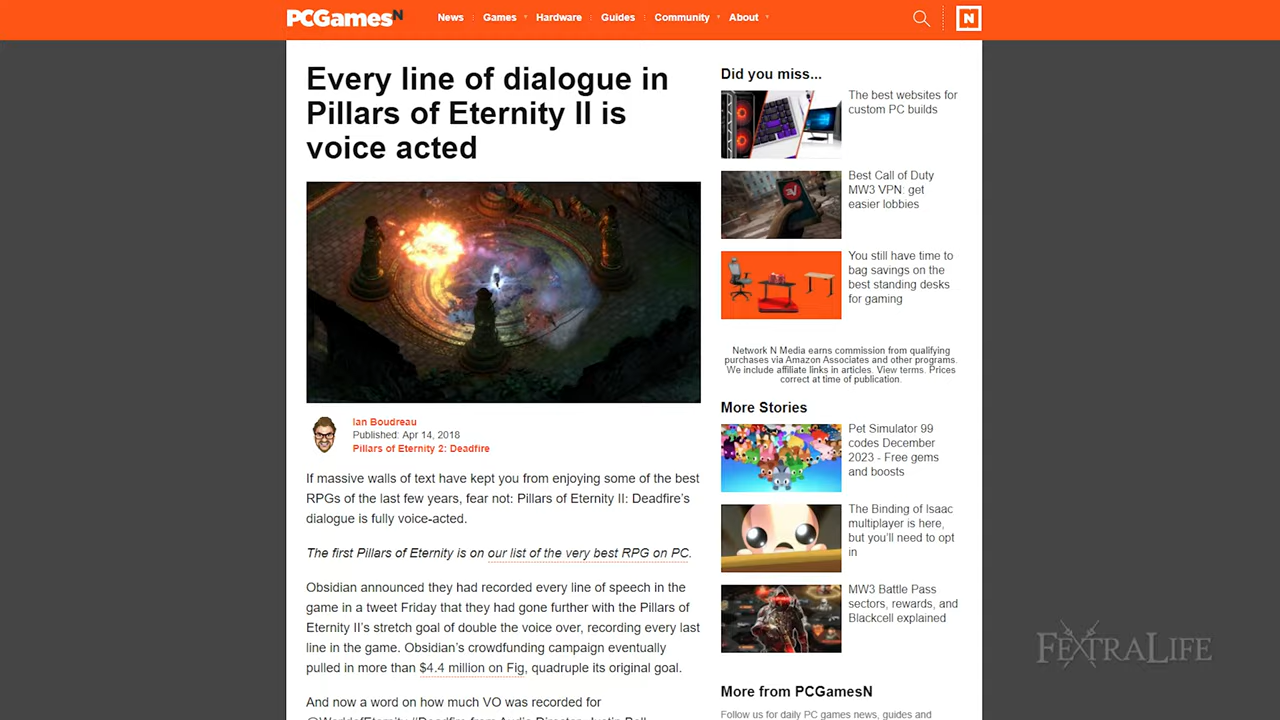 PCGamesN
News Games Hardware Guides Community About
N
Every line of dialogue in
Pillars of Eternity II is
voice acted
Ian Boudreau
Published: Apr 14, 2018
Pillars of Eternity 2: Deadfire
If massive walls of text have kept you from enjoying some of the best
RPGs of the last few years, fear not: Pillars of Eternity II: Deadfire's
dialogue is fully voice-acted.
The first Pillars of Eternity is on our list of the very best RPG on PC.
Obsidian announced they had recorded every line of speech in the
game in a tweet Friday that they had gone further with the Pillars of
Eternity II's stretch goal of double the voice over, recording every last
line in the game. Obsidian's crowdfunding campaign eventually
pulled in more than $4.4 million on Fig, quadruple its original goal.
And now a word on how much VO was recorded for
@WorldofEternity #Deadfire from Audio Director, Justin Bell
Did you miss...
The best websites for
custom PC builds
Best Call of Duty
MW3 VPN: get
easier lobbies
You still have time to
bag savings on the
best standing desks
for gaming
Network N Media earns commission from qualifying
purchases via Amazon Associates and other programs.
We include affiliate links in articles. View terms. Prices
correct at time of publication.
More Stories
Pet Simulator 99
codes December
2023 - Free gems
and boosts
The Binding of Isaac
multiplayer is here,
but you'll need to opt
in
MW3 Battle Pass
sectors, rewards, and
Blackcell explained
More from PCGamesN
Follow us for daily PC games news, guides and
FEXTRALIFE